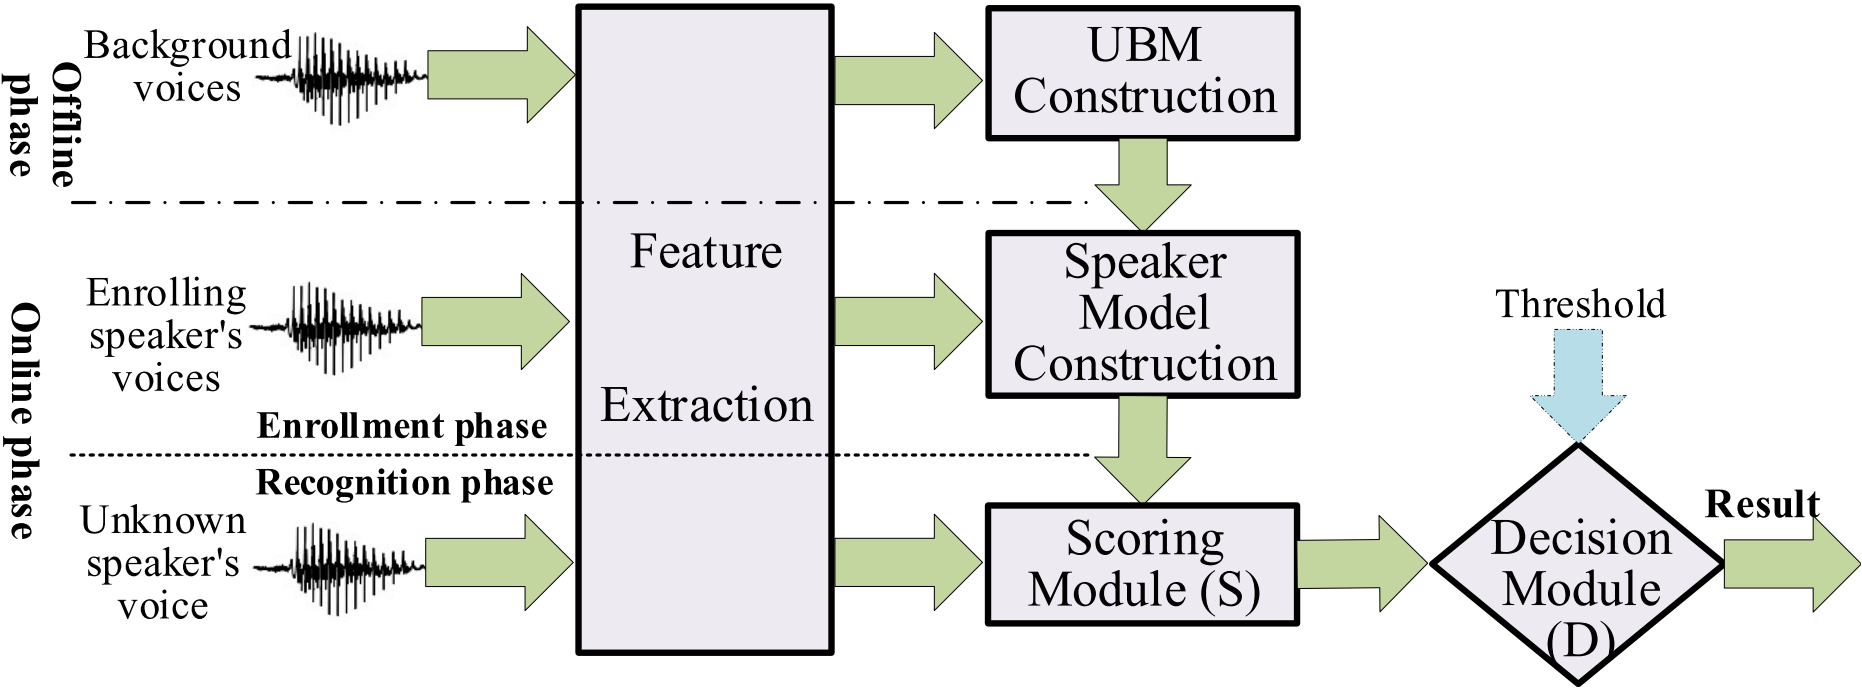 Offline
phase
Background
voices
UBM
Construction
Feature
Extraction
Online phase
Enrolling
speaker's
voices
Speaker
Model
Construction
Threshold
Enrollment phase
Recognition phase
Unknown
speaker's
voice
Scoring
Module (S)
Decision
Module
(D)
Result